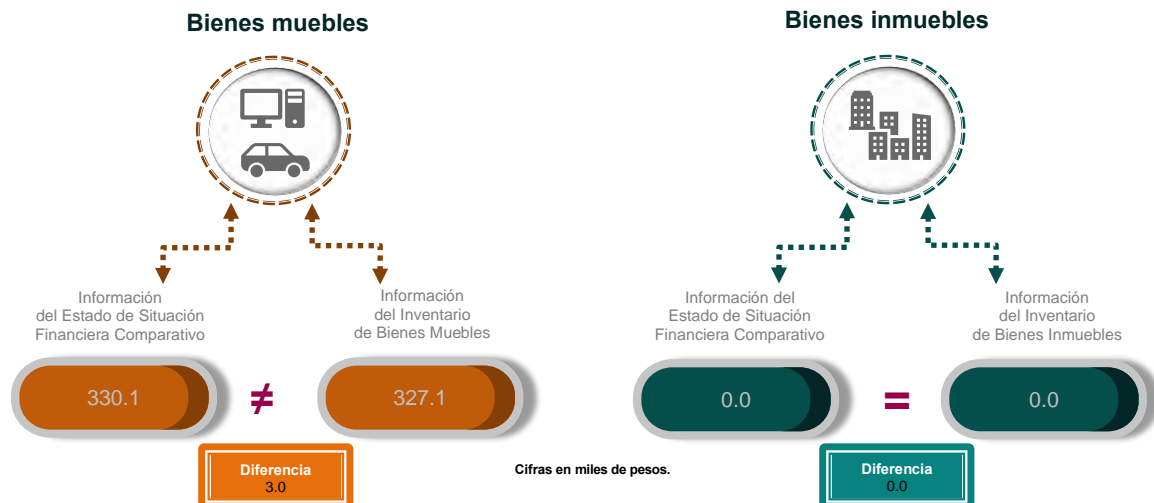 Bienes muebles
Información
del Estado de Situación
Financiera Comparativo
Información
del Inventario
de Bienes Muebles
330.1
≠
327.1
Diferencia
3.0
Cifras en miles de pesos.
Bienes inmuebles
Información del
Estado de Situación
Financiera Comparativo
Información
del Inventario
de Bienes Inmuebles
0.0
=
0.0
Diferencia
0.0